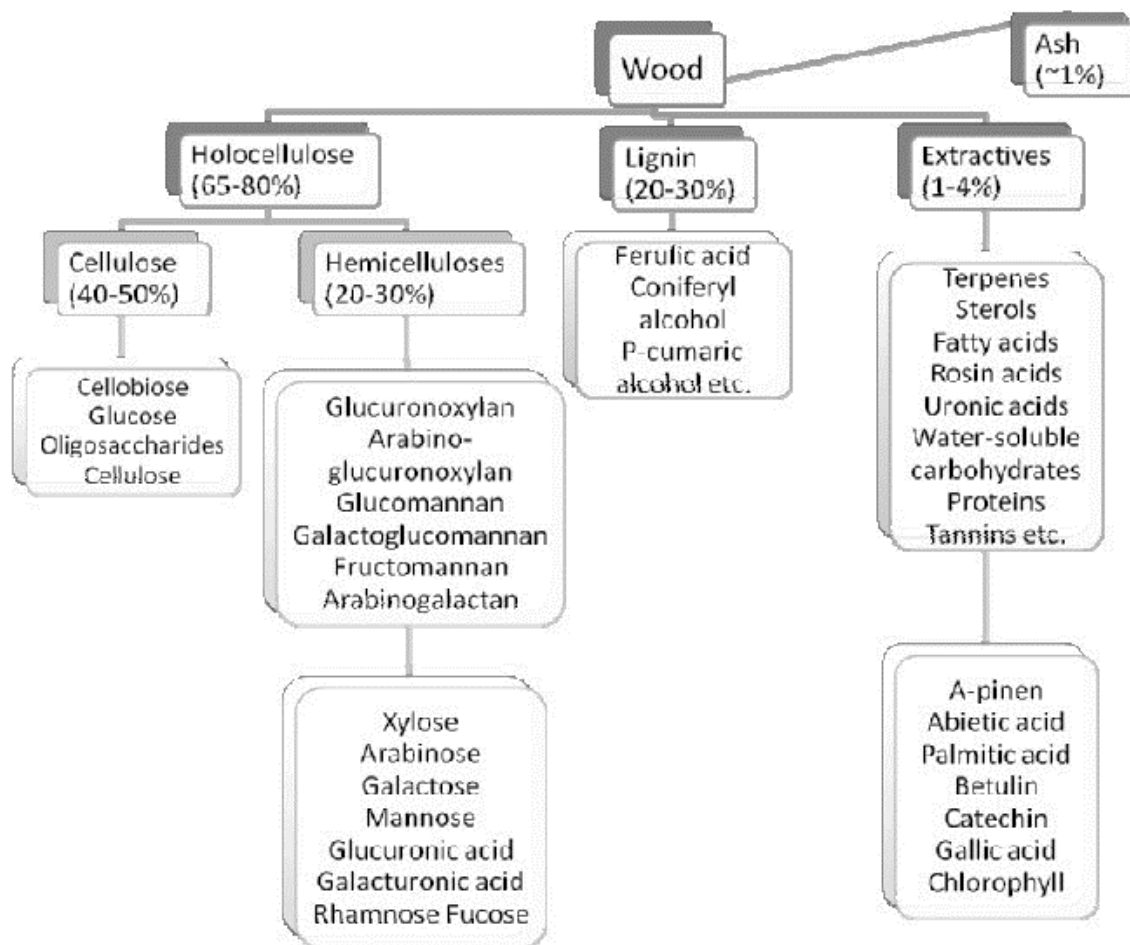 Wood
Ash
(~1%)
Holocellulose
(65-80%)
Lignin
(20-30%)
Extractives
(1-4%)
Cellulose
(40-50%)
Hemicelluloses
(20-30%)
Cellobiose
Glucose
Oligosaccharides
Cellulose
Glucuronoxylan
Arabino-
glucuronoxylan
Glucomannan
Galactoglucomannan
Fructomannan
Arabinogalactan
Xylose
Arabinose
Galactose
Mannose
Glucuronic acid
Galacturonic acid
Rhamnose Fucose
Ferulic acid
Coniferyl
alcohol
P-cumaric
alcohol etc.
Terpenes
Sterols
Fatty acids
Rosin acids
Uronic acids
Water-soluble
carbohydrates
Proteins
Tannins etc.
A-pinen
Abietic acid
Palmitic acid
Betulin
Catechin
Gallic acid
Chlorophyll